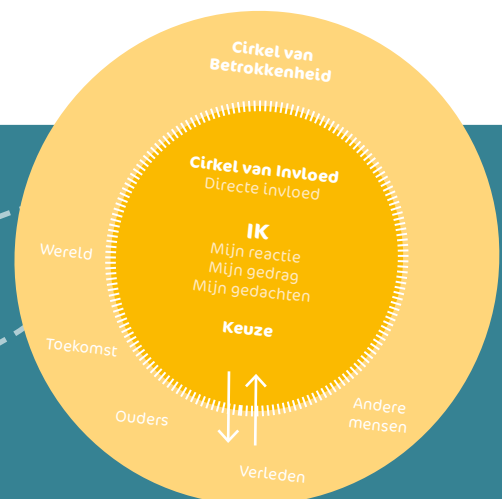 Cirkel van
Betrokkenheid
Cirkel van Invloed
Directe invloed
IK
Mijn reactie
Mijn gedrag
Mijn gedachten
Keuze
Wereld
Toekomst
Ouders
Verleden
Andere
mensen